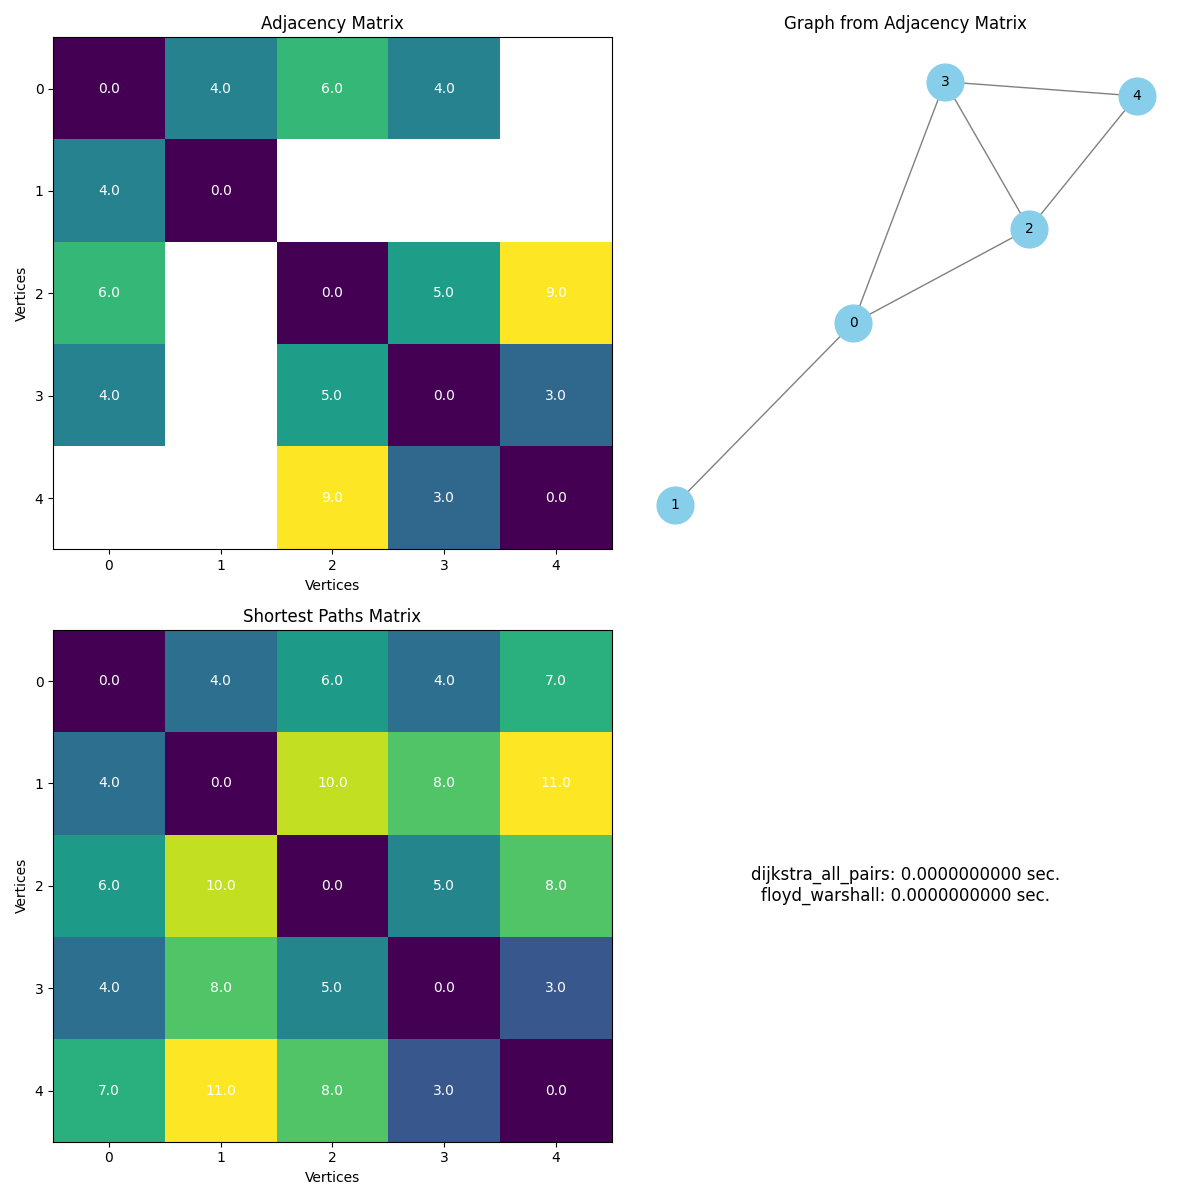 Adjacency Matrix
0 0.0 4.0 6.0 4.0
1 4.0 0.0
2 6.0 0.0 5.0 9.0
3 4.0 5.0 0.0 3.0
4 9.0 3.0 0.0
0 1 2 3 4
Vertices
Vertices
Graph from Adjacency Matrix
3
4
2
0
1
Shortest Paths Matrix
0 0.0 4.0 6.0 4.0 7.0
1 4.0 0.0 10.0 8.0 11.0
2 6.0 10.0 0.0 5.0 8.0
3 4.0 8.0 5.0 0.0 3.0
4 7.0 11.0 8.0 3.0 0.0
0 1 2 3 4
Vertices
Vertices
dijkstra_all_pairs: 0.0000000000 sec.
floyd_warshall: 0.0000000000 sec.